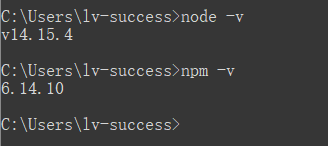 C:\Users\lv-success>node -v
v14.15.4
C:\Users\lv-success>npm -v
6.14.10
C:\Users\lv-success>